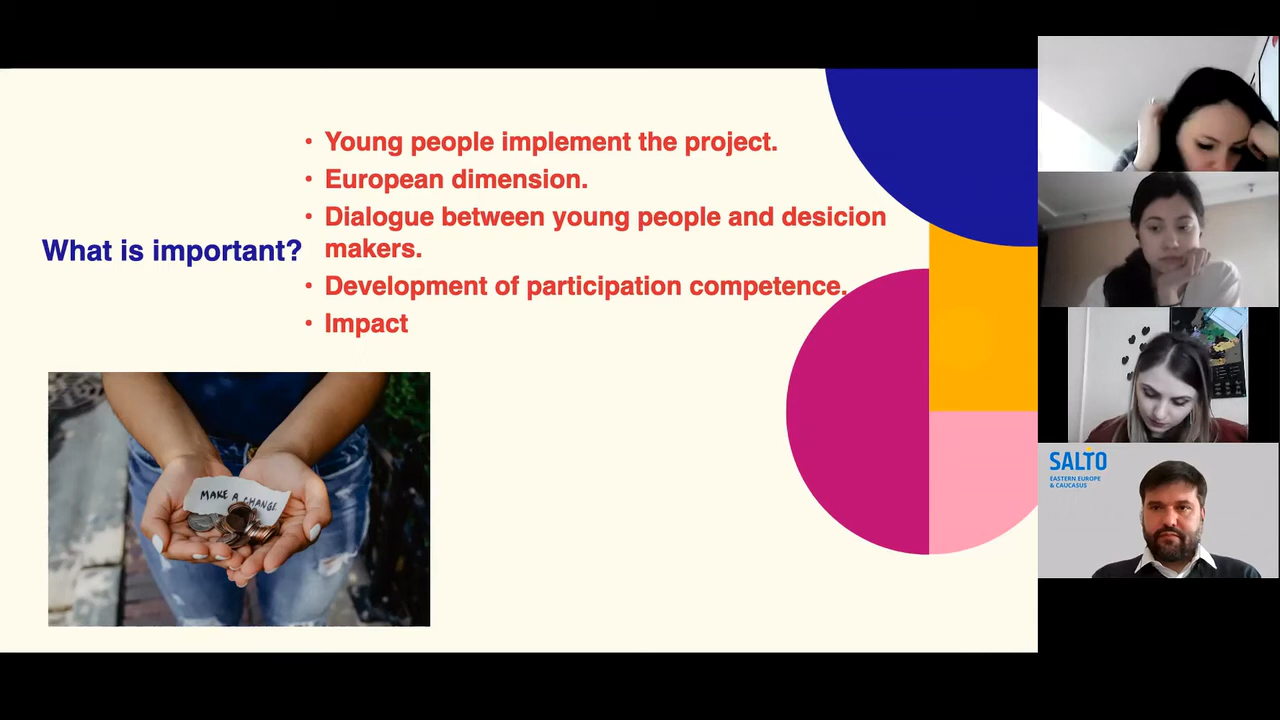 What is important?
• Young people implement the project.
• European dimension.
• Dialogue between young people and desicion
makers.
• Development of participation competence.
• Impact
MAKE A CHANGE
SALTO
EASTERN EUROPE
& CAUCASUS